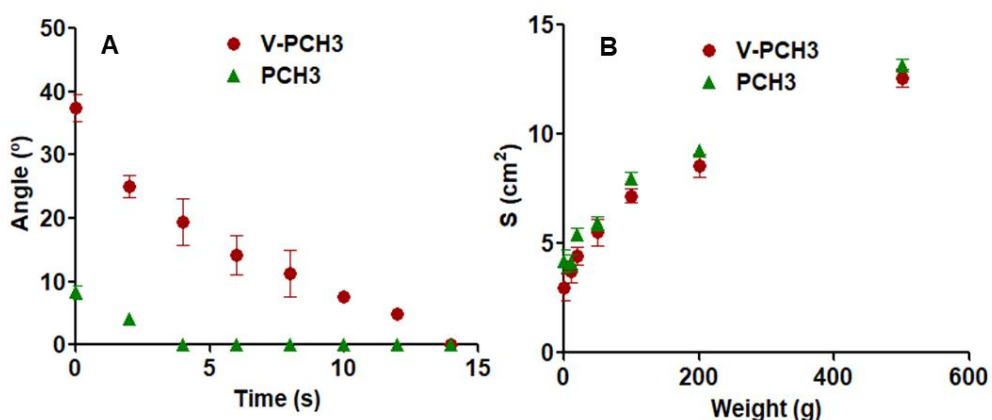 A
V-PCH3
PCH3
50
40
30
20
10
0
Angle (º)
0 5 10 15
Time (s)
B
V-PCH3
PCH3
15
10
5
0
S (cm²)
0 200 400 600
Weight (g)